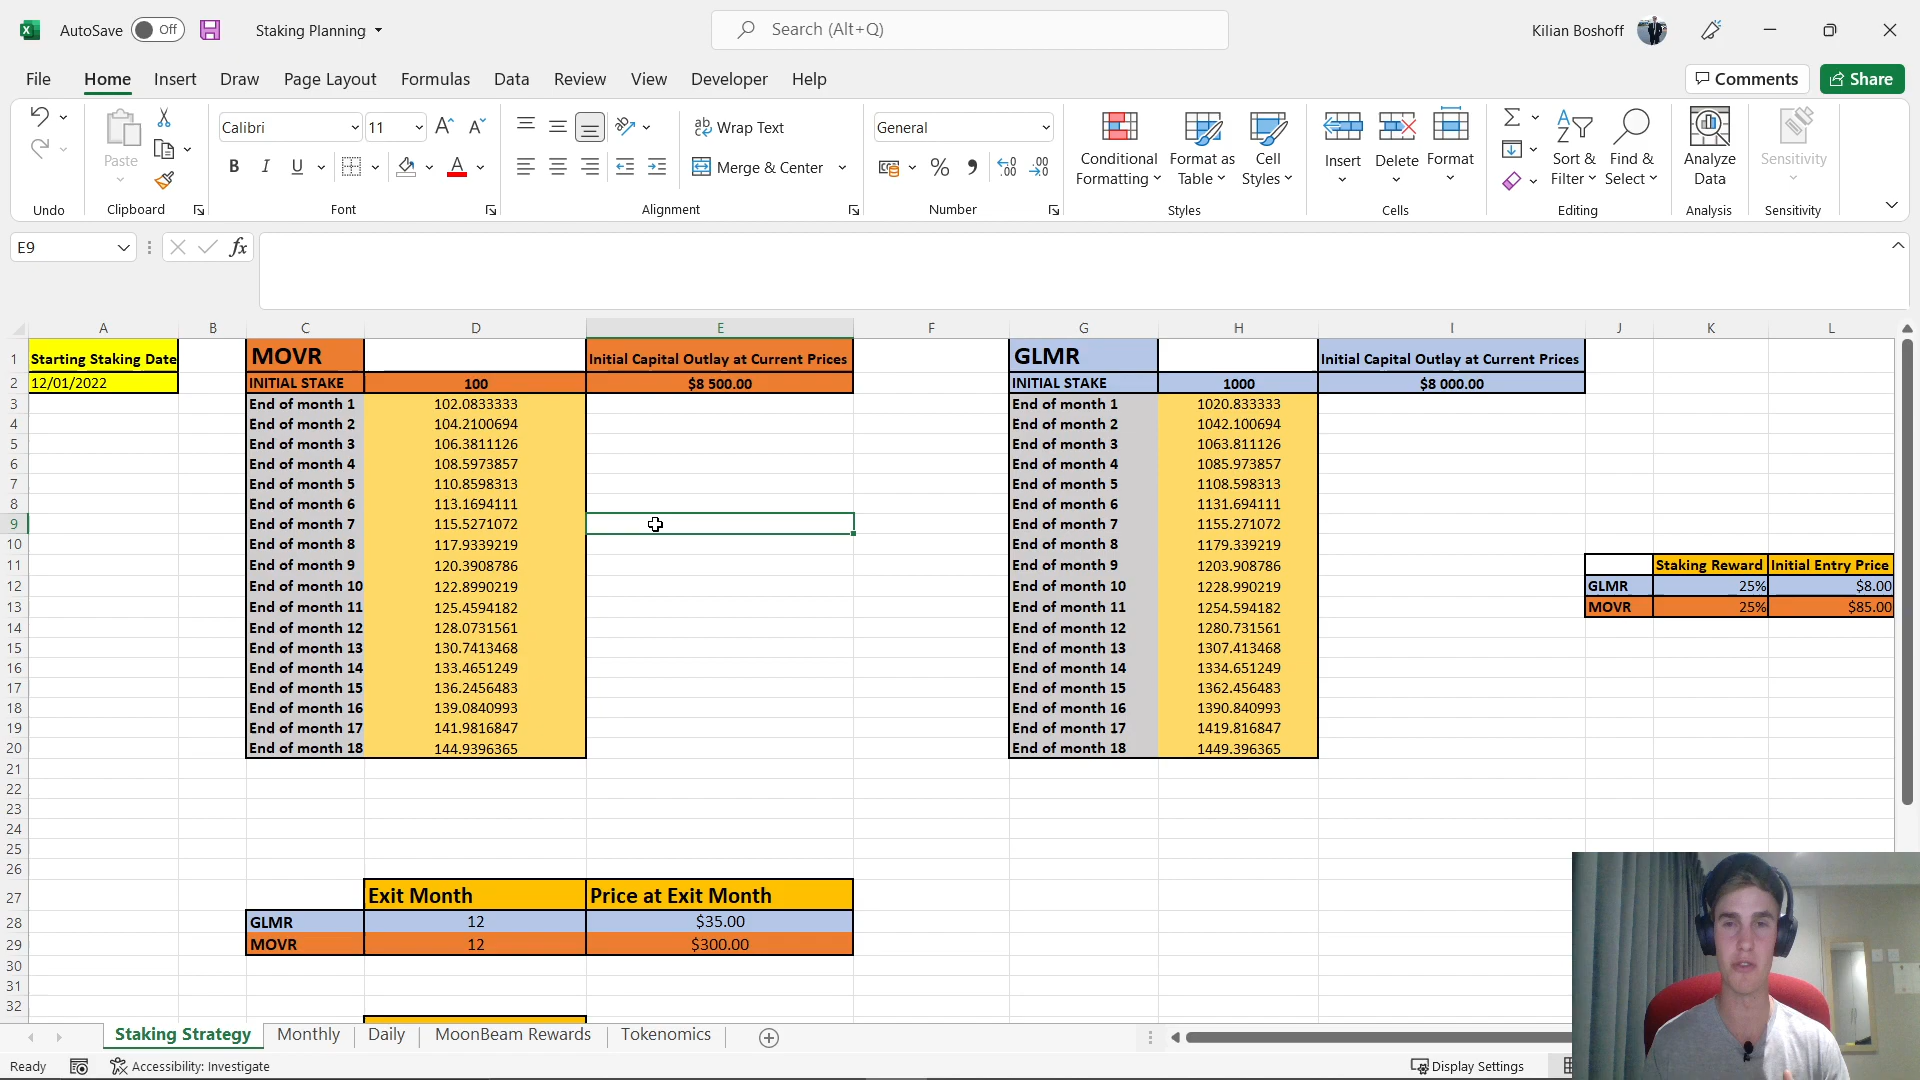 AutoSave Off Staking Planning Search (Alt+Q) Kilian Boshoff
File Home Insert Draw Page Layout Formulas Data Review View Developer Help Comments Share
Paste Calibri 11 Wrap Text General Conditional Formatting Format as Table Cell Styles Insert Delete Format Sort & Filter Find & Select Analyze Data Sensitivity
B I U A Merge & Center % 9
Undo Clipboard Font Alignment Number Styles Cells Editing Analysis Sensitivity
E9 fx
A B C D E F G H I J K L
1 Starting Staking Date MOVR Initial Capital Outlay at Current Prices GLMR Initial Capital Outlay at Current Prices
2 12/01/2022 INITIAL STAKE 100 $8 500.00 INITIAL STAKE 1000 $8 000.00
3 End of month 1 102.0833333 End of month 1 1020.833333
4 End of month 2 104.2100694 End of month 2 1042.100694
5 End of month 3 106.3811126 End of month 3 1063.811126
6 End of month 4 108.5973857 End of month 4 1085.973857
7 End of month 5 110.8598313 End of month 5 1108.598313
8 End of month 6 113.1694111 End of month 6 1131.694111
9 End of month 7 115.5271072 End of month 7 1155.271072
10 End of month 8 117.9339219 End of month 8 1179.339219
11 End of month 9 120.3908786 End of month 9 1203.908786 Staking Reward Initial Entry Price
12 End of month 10 122.8990219 End of month 10 1228.990219 GLMR 25% $8.00
13 End of month 11 125.4594182 End of month 11 1254.594182 MOVR 25% $85.00
14 End of month 12 128.0731561 End of month 12 1280.731561
15 End of month 13 130.7413468 End of month 13 1307.413468
16 End of month 14 133.4651249 End of month 14 1334.651249
17 End of month 15 136.2456483 End of month 15 1362.456483
18 End of month 16 139.0840993 End of month 16 1390.840993
19 End of month 17 141.9816847 End of month 17 1419.816847
20 End of month 18 144.9396365 End of month 18 1449.396365
21
22
23
24
25
26
27 Exit Month Price at Exit Month
28 GLMR 12 $35.00
29 MOVR 12 $300.00
30
31
32
Staking Strategy Monthly Daily MoonBeam Rewards Tokenomics
Ready Accessibility: Investigate Display Settings